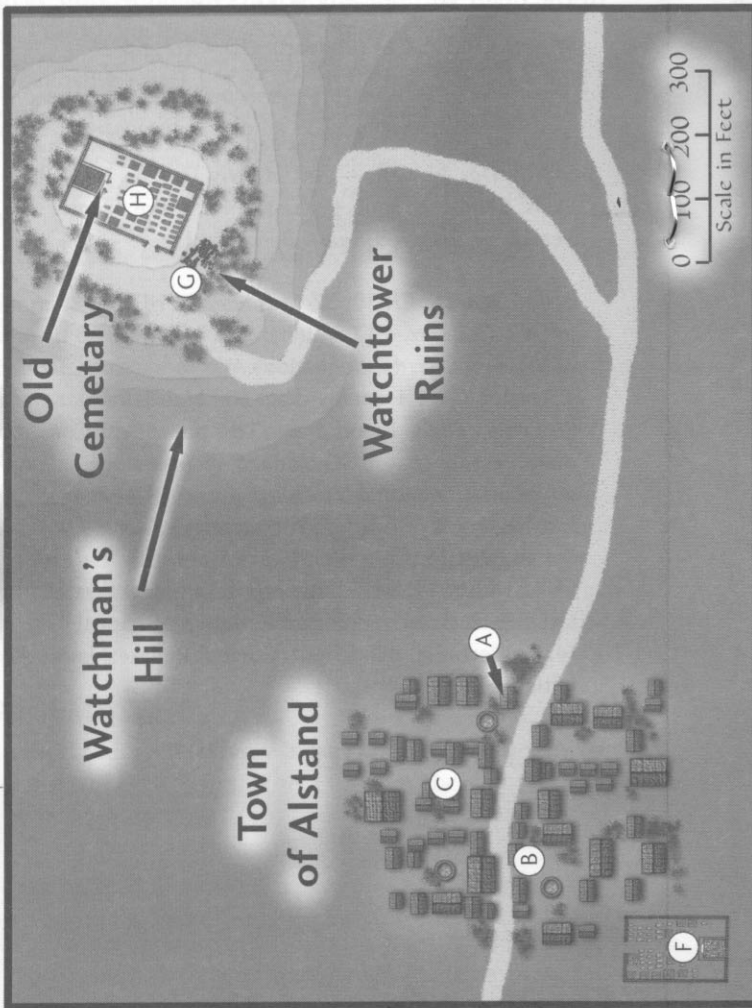 Watchman's
Hill
Old
Cemetary
Town
of Alstand
Watchtower
Ruins
A
B
C
F
G
H
0 100 200 300
Scale in Feet